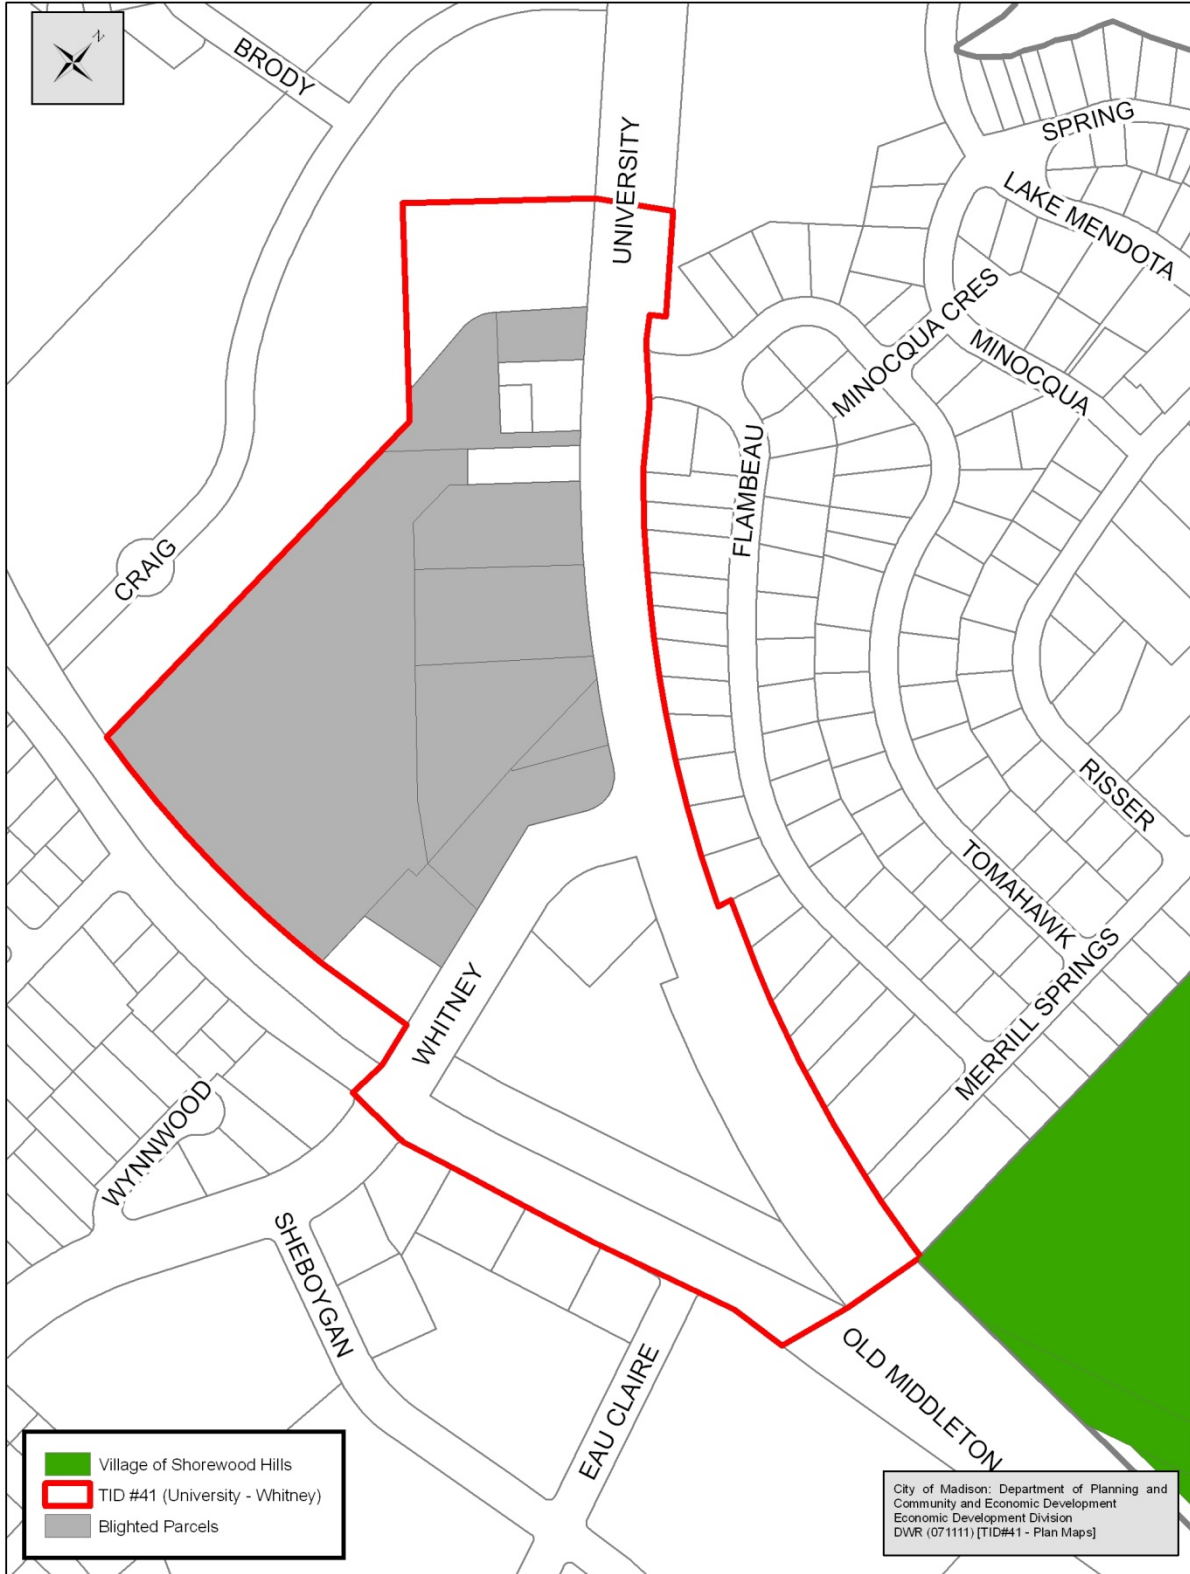 N
BRODY
UNIVERSITY
SPRING
LAKE MENDOTA
MINOCQUA CRES
MINOCQUA
FLAMBEAU
CRAIG
RISSER
TOMAHAWK
MERRILL SPRINGS
WHITNEY
WYNNWOOD
SHEBOYGAN
EAU CLAIRE
OLD MIDDLETON
Village of Shorewood Hills
TID #41 (University - Whitney)
Blighted Parcels
City of Madison: Department of Planning and
Community and Economic Development
Economic Development Division
DWR (071111) [TID#41 - Plan Maps]